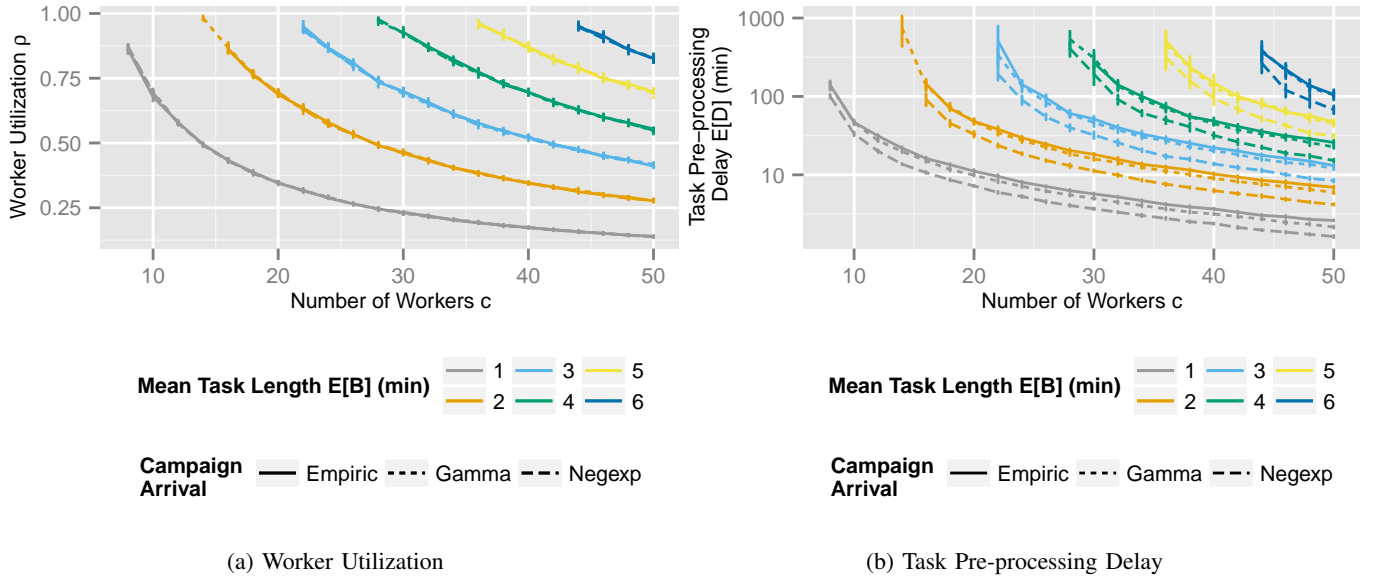 Worker Utilization ρ
1.00
0.75
0.50
0.25
10 20 30 40 50
Number of Workers c
Mean Task Length E[B] (min)
1 3 5
2 4 6
Campaign
Arrival
Empiric Gamma Negexp
(a) Worker Utilization
Task Pre−processing
Delay E[D] (min)
1000
100
10
10 20 30 40 50
Number of Workers c
Mean Task Length E[B] (min)
1 3 5
2 4 6
Campaign
Arrival
Empiric Gamma Negexp
(b) Task Pre-processing Delay